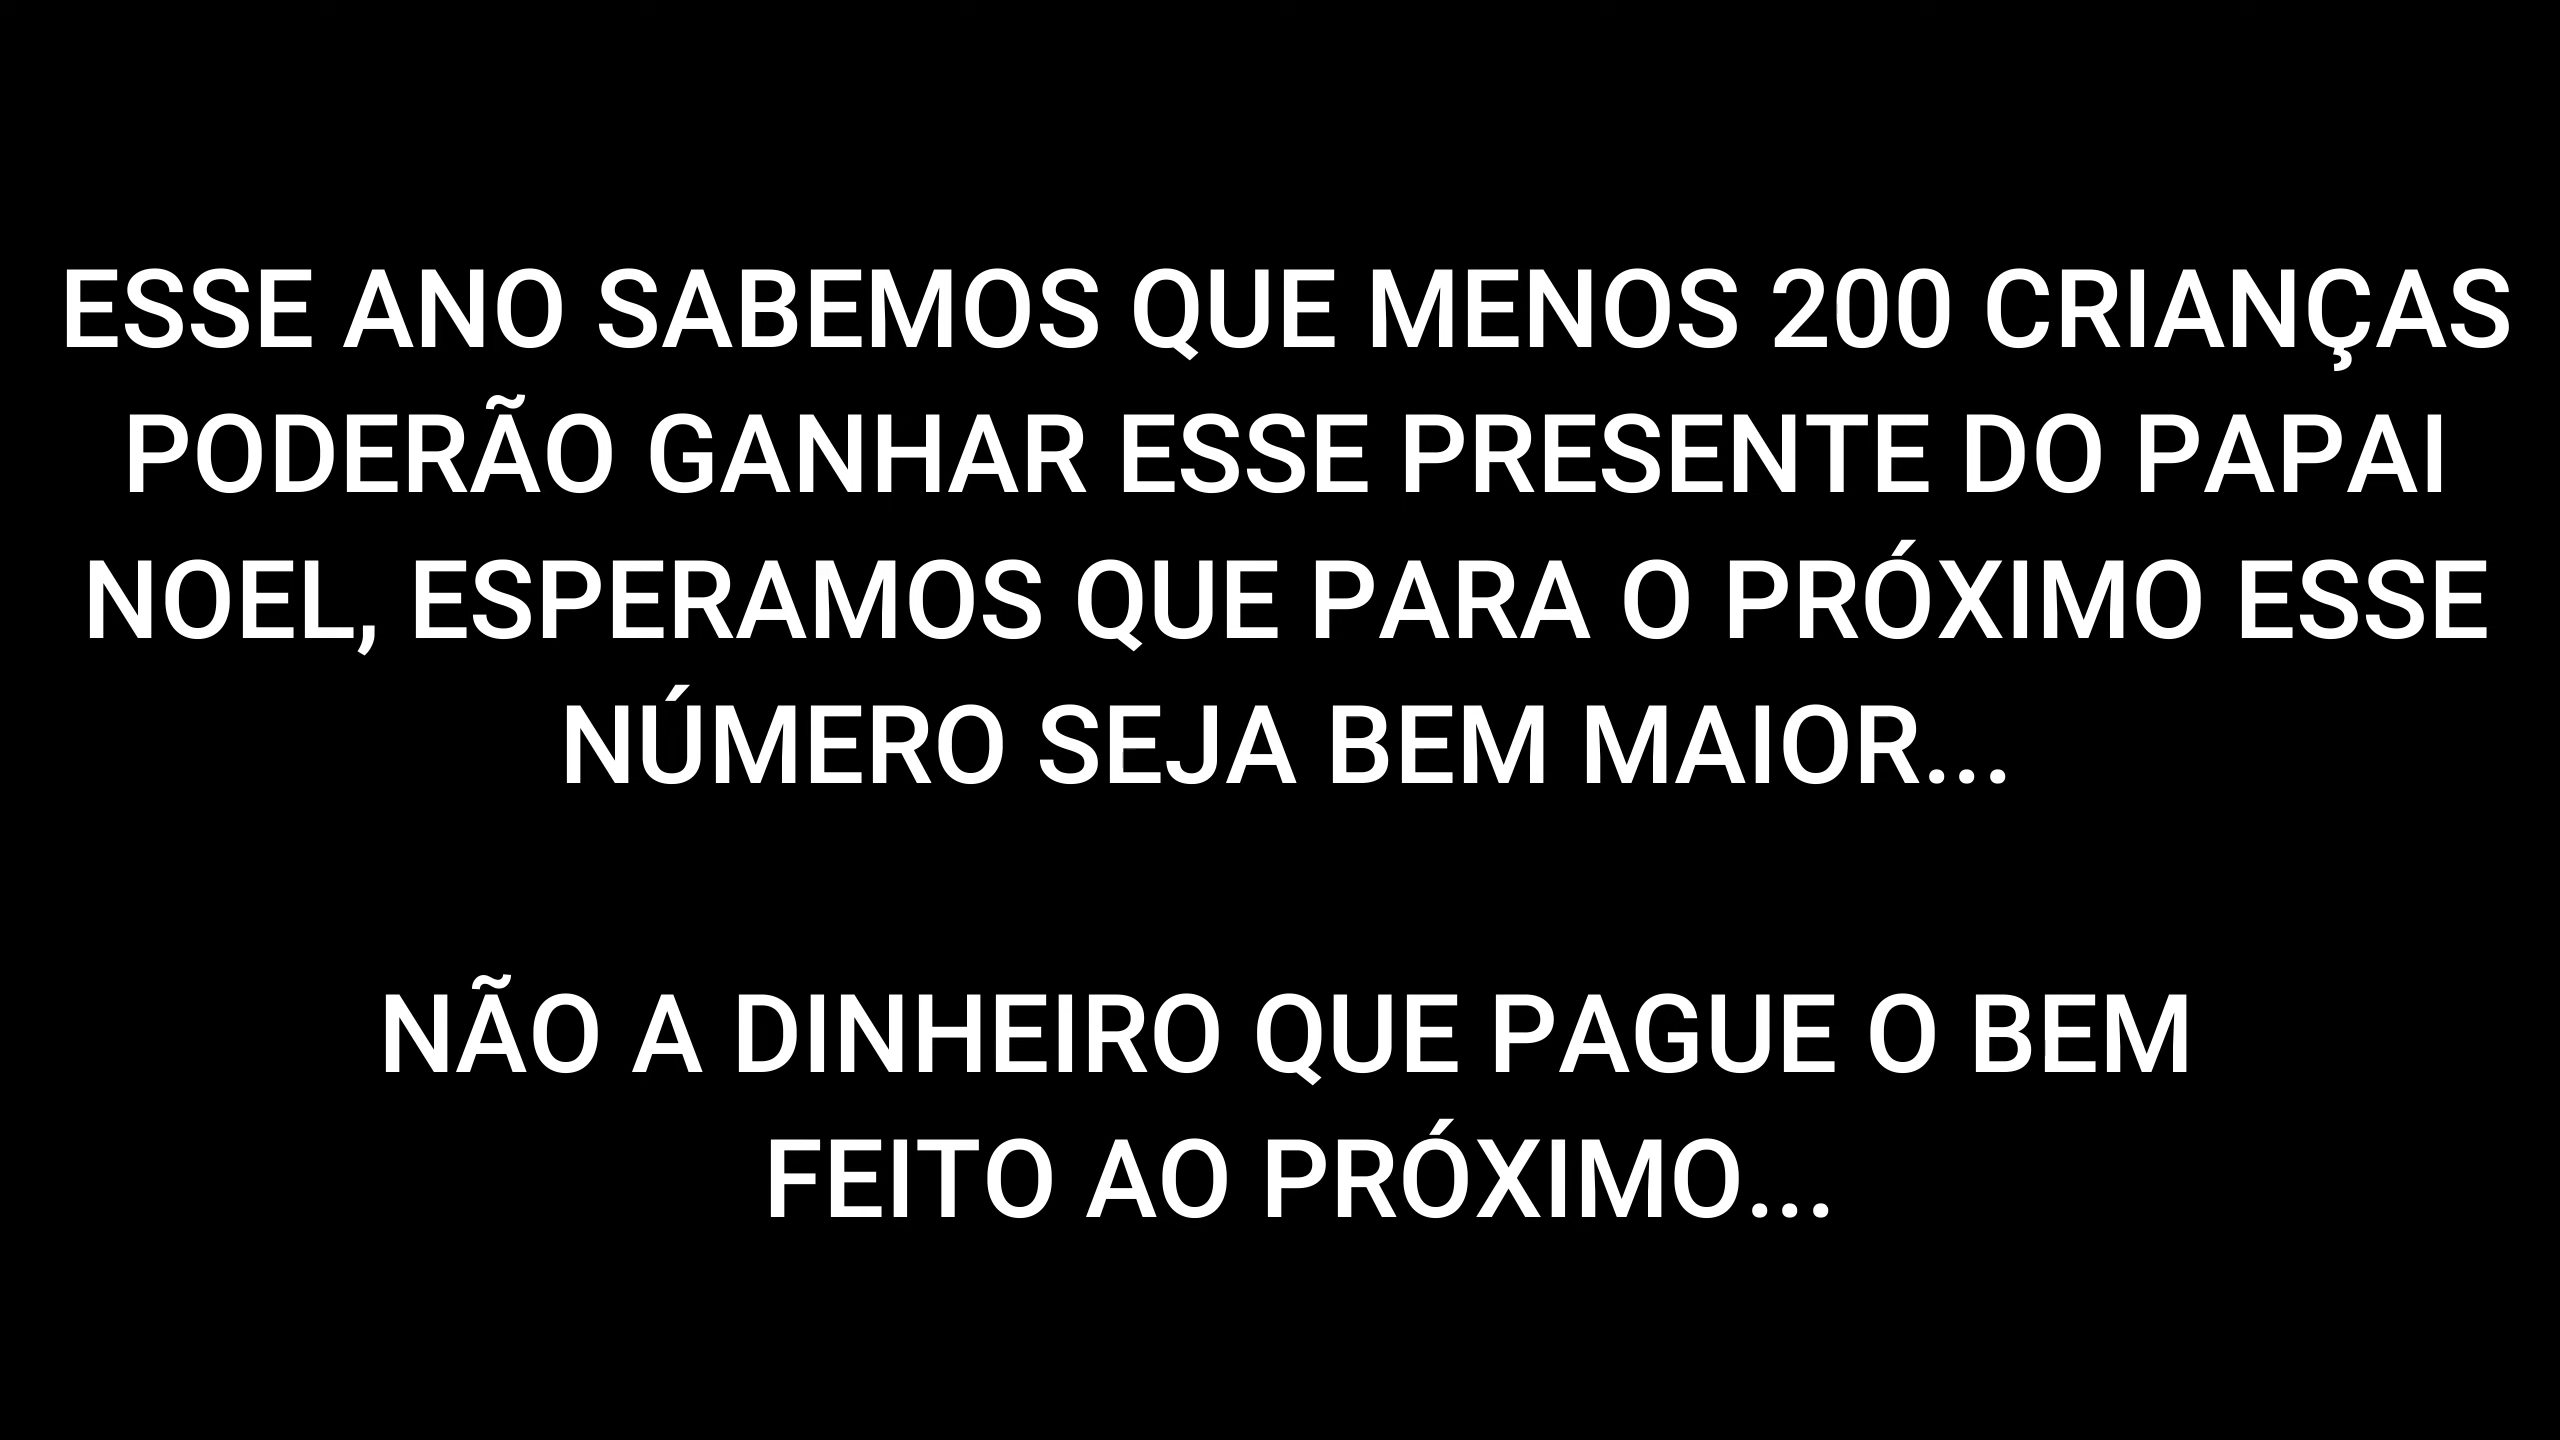 ESSE ANO SABEMOS QUE MENOS 200 CRIANÇAS
PODERÃO GANHAR ESSE PRESENTE DO PAPAI
NOEL, ESPERAMOS QUE PARA O PRÓXIMO ESSE
NÚMERO SEJA BEM MAIOR...
NÃO A DINHEIRO QUE PAGUE O BEM
FEITO AO PRÓXIMO...